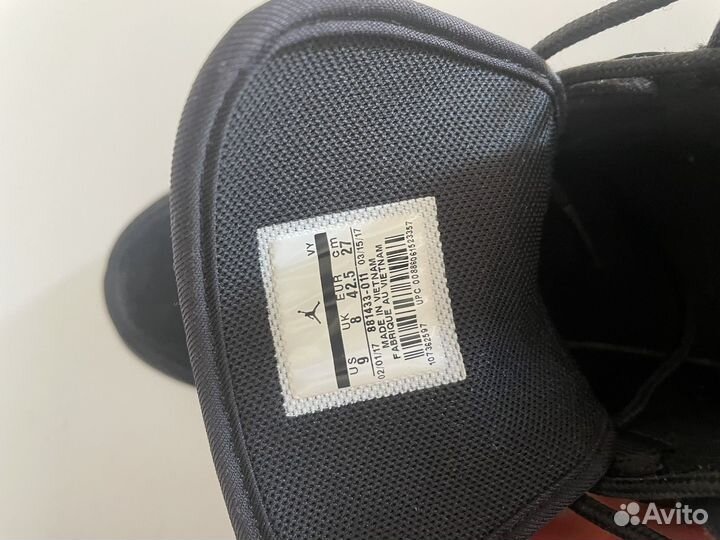 VY
US UK EUR cm
9 8 42.5 27
881433-011
02/01/17 03/15/17
MADE IN VIETNAM
FABRIQUE AU VIETNAM
UPC 00886061523357
107362597
Avito